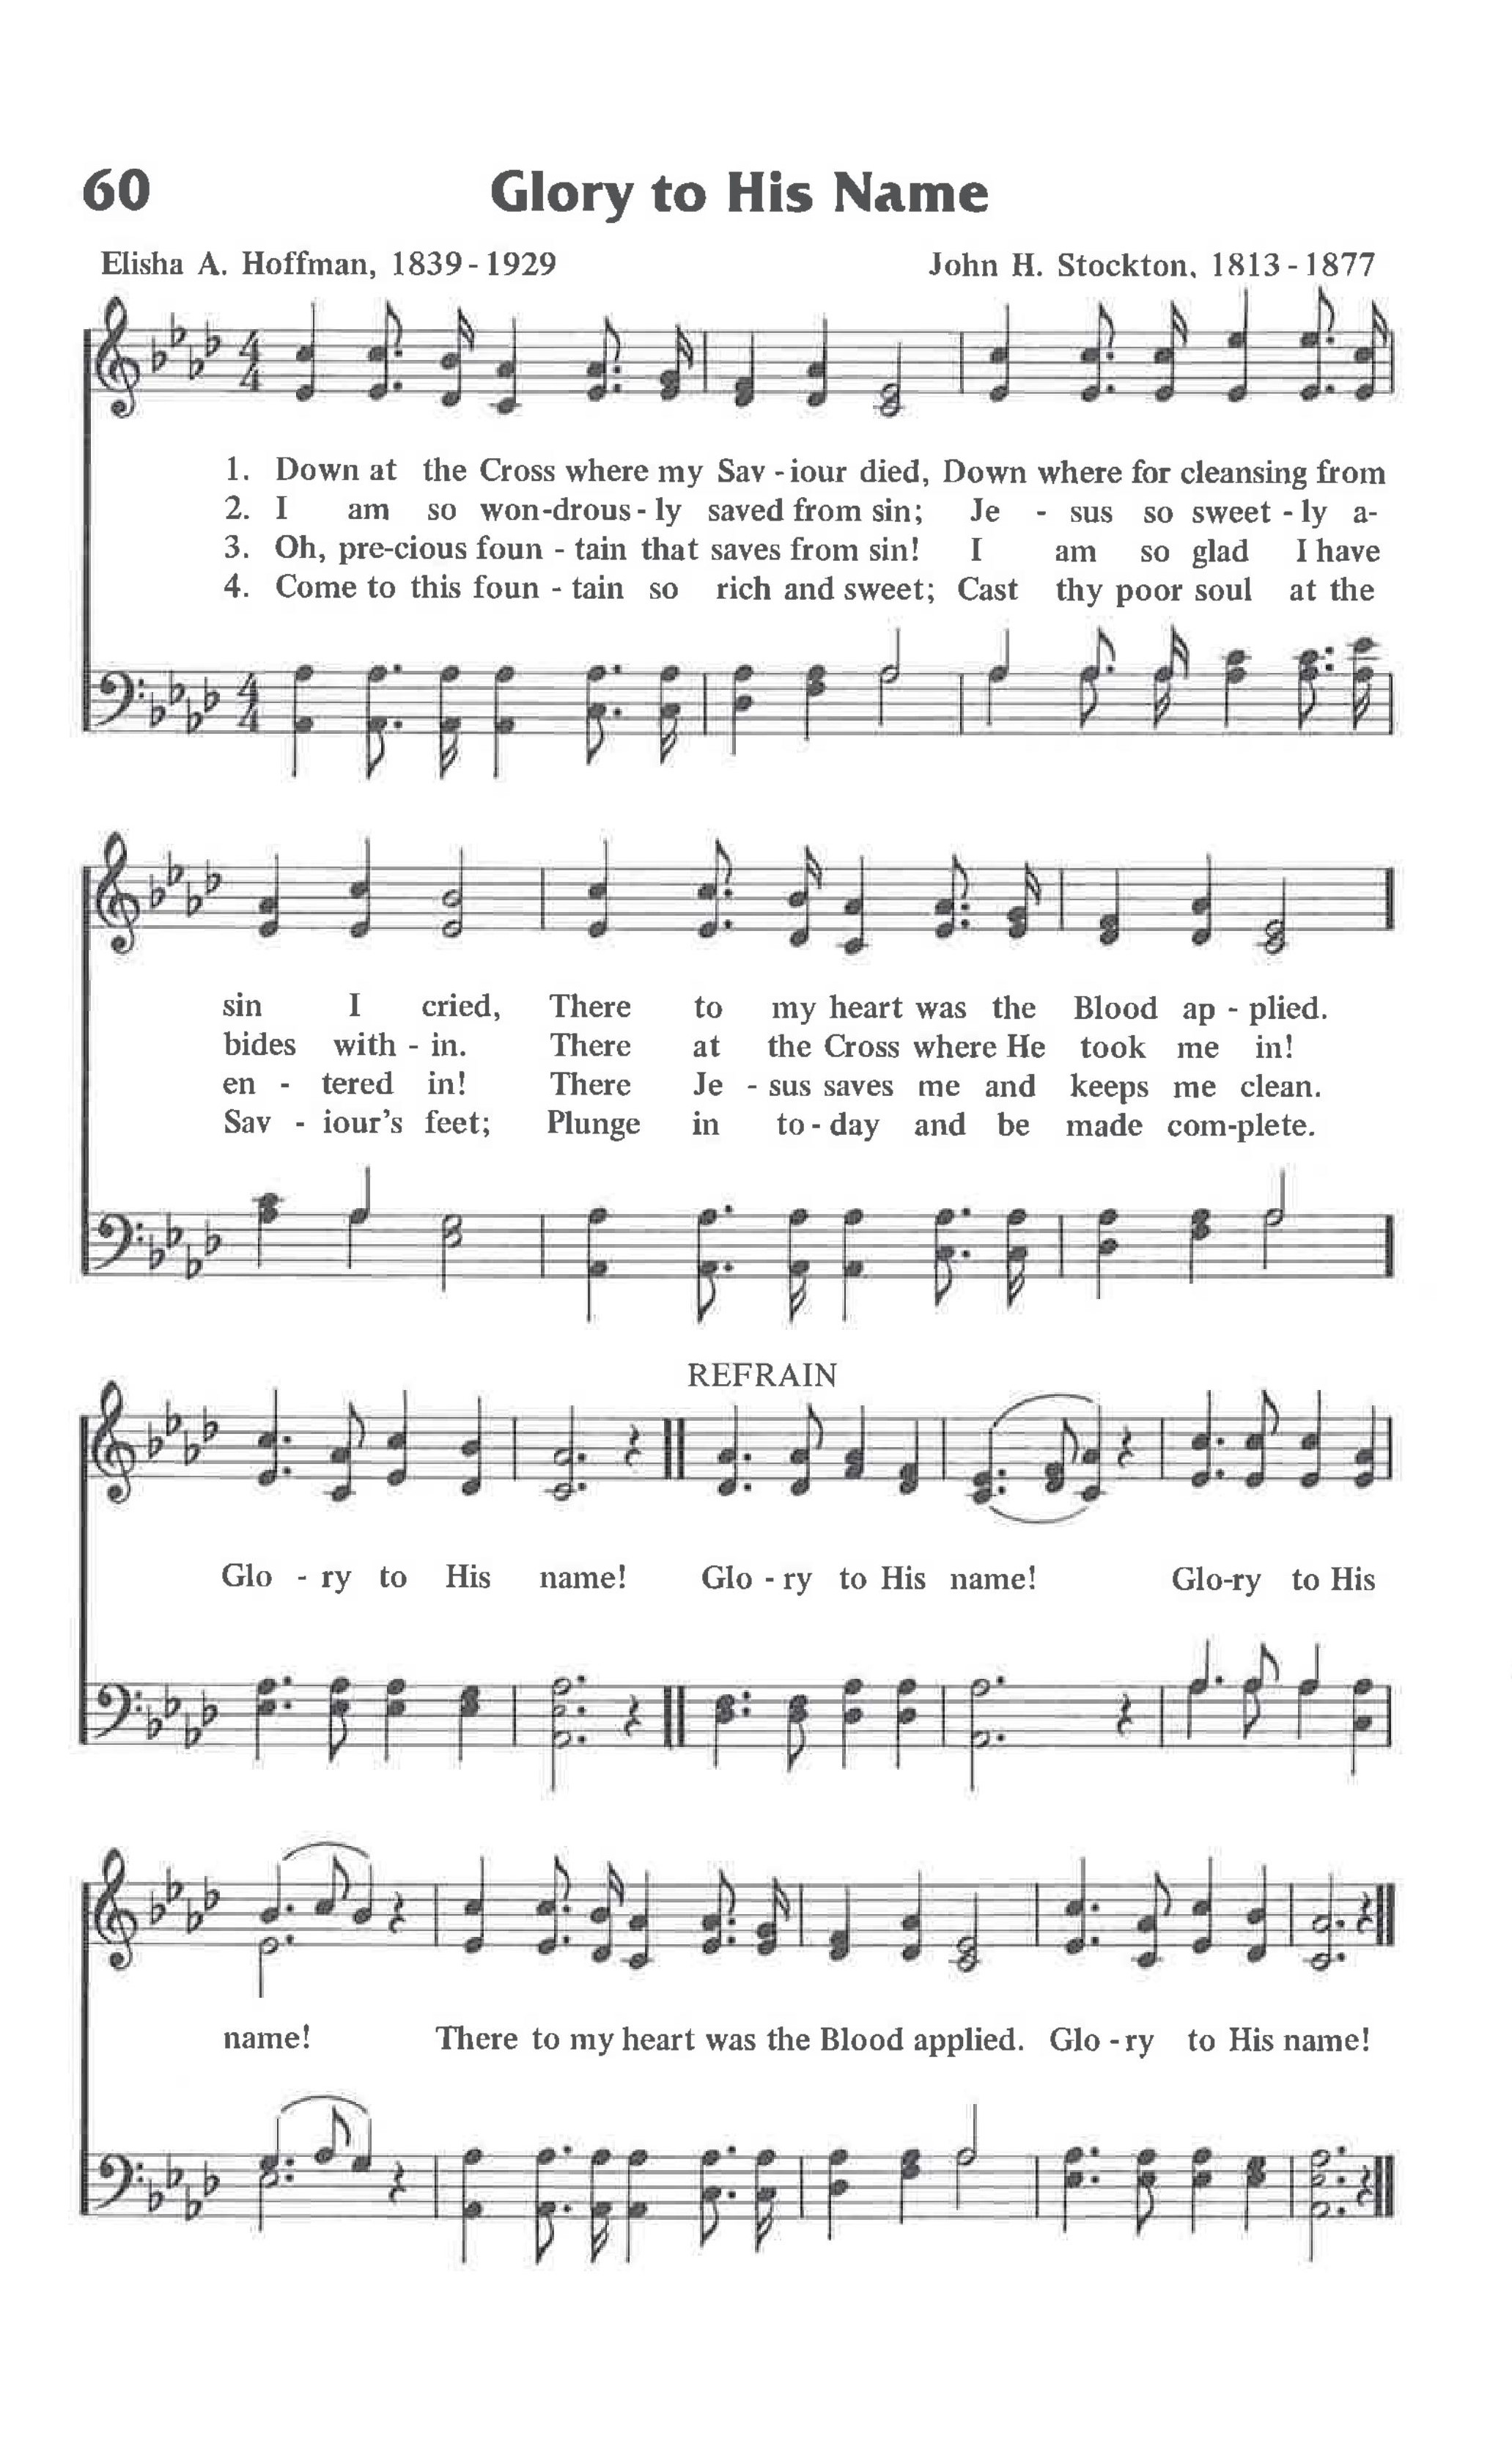 60 Glory to His Name
Elisha A. Hoffman, 1839-1929 John H. Stockton, 1813-1877
1. Down at the Cross where my Sav-iour died, Down where for cleansing from
2. I am so won-drous-ly saved from sin; Je-sus so sweet-ly a-
3. Oh, pre-cious foun-tain that saves from sin! I am so glad I have
4. Come to this foun-tain so rich and sweet; Cast thy poor soul at the
sin I cried, There to my heart was the Blood ap-plied.
bides with-in. There at the Cross where He took me in!
en-tered in! There Je-sus saves me and keeps me clean.
Sav-iour's feet; Plunge in to-day and be made com-plete.
REFRAIN
Glo-ry to His name! Glo-ry to His name! Glo-ry to His
name! There to my heart was the Blood applied. Glo-ry to His name!